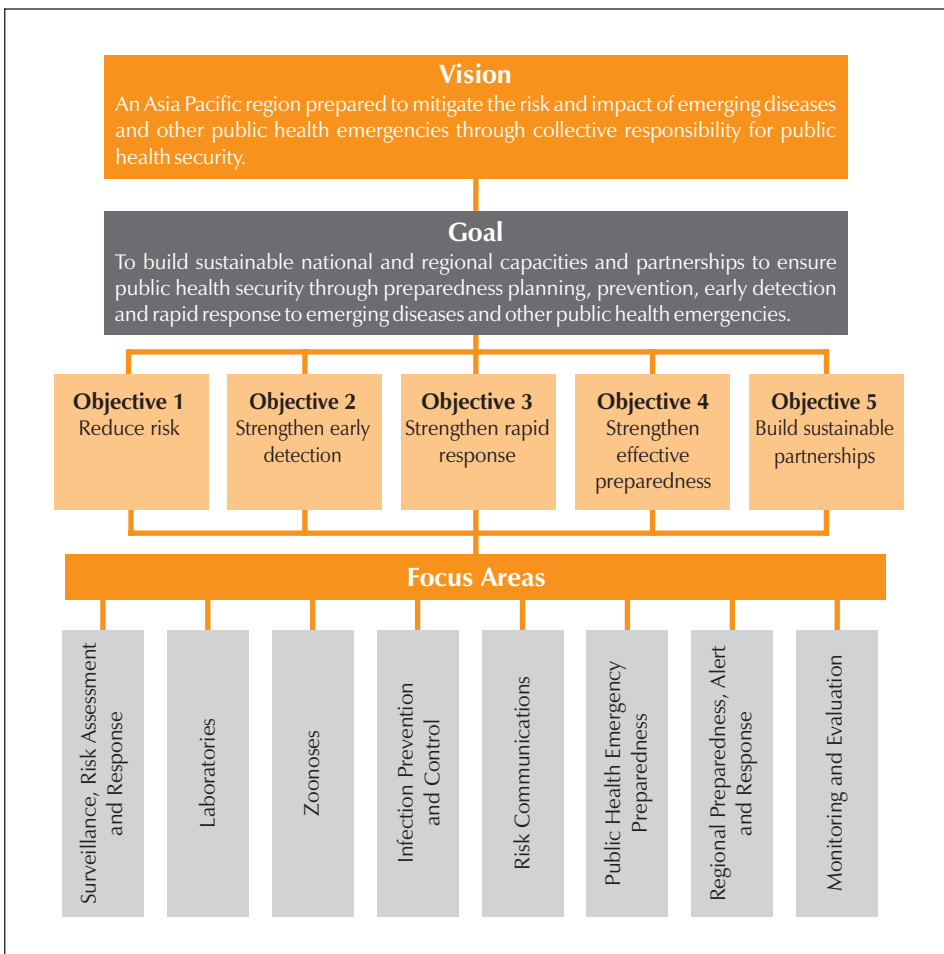 Vision
An Asia Pacific region prepared to mitigate the risk and impact of emerging diseases
and other public health emergencies through collective responsibility for public
health security.
Goal
To build sustainable national and regional capacities and partnerships to ensure
public health security through preparedness planning, prevention, early detection
and rapid response to emerging diseases and other public health emergencies.
Objective 1
Reduce risk
Objective 2
Strengthen early
detection
Objective 3
Strengthen rapid
response
Objective 4
Strengthen
effective
preparedness
Objective 5
Build sustainable
partnerships
Focus Areas
Surveillance, Risk Assessment
and Response
Laboratories
Zoonoses
Infection Prevention
and Control
Risk Communications
Public Health Emergency
Preparedness
Regional Preparedness, Alert
and Response
Monitoring and Evaluation